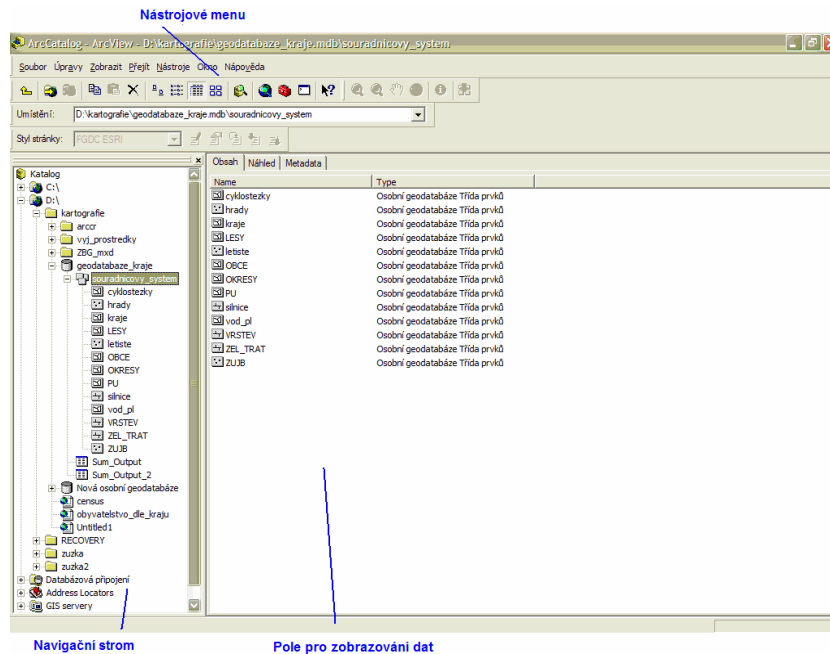 Nástrojové menu
ArcCatalog - ArcView - D:\kartografie\geodatabaze_kraje.mdb\souradnicovy_system
Soubor Úpravy Zobrazit Přejít Nástroje Okno Nápověda
Umístění: D:\kartografie\geodatabaze_kraje.mdb\souradnicovy_system
Styl stránky: FGDC ESRI
Katalog
C:\
D:\
kartografie
arccr
vyj_prostredky
ZBG_mxd
geodatabaze_kraje
souradnicovy_system
cyklostezky
hrady
kraje
LESY
letiste
OBCE
OKRESY
PU
silnice
vod_pl
VRSTEV
ZEL_TRAT
ZUJB
Sum_Output
Sum_Output_2
Nová osobní geodatabáze
census
obyvatelstvo_dle_kraju
Untitled1
RECOVERY
zuzka
zuzka2
Databázová připojení
Address Locators
GIS servery
Obsah Náhled Metadata
Name Type
cyklostezky Osobní geodatabáze Třída prvků
hrady Osobní geodatabáze Třída prvků
kraje Osobní geodatabáze Třída prvků
LESY Osobní geodatabáze Třída prvků
letiste Osobní geodatabáze Třída prvků
OBCE Osobní geodatabáze Třída prvků
OKRESY Osobní geodatabáze Třída prvků
PU Osobní geodatabáze Třída prvků
silnice Osobní geodatabáze Třída prvků
vod_pl Osobní geodatabáze Třída prvků
VRSTEV Osobní geodatabáze Třída prvků
ZEL_TRAT Osobní geodatabáze Třída prvků
ZUJB Osobní geodatabáze Třída prvků
Navigační strom
Pole pro zobrazování dat